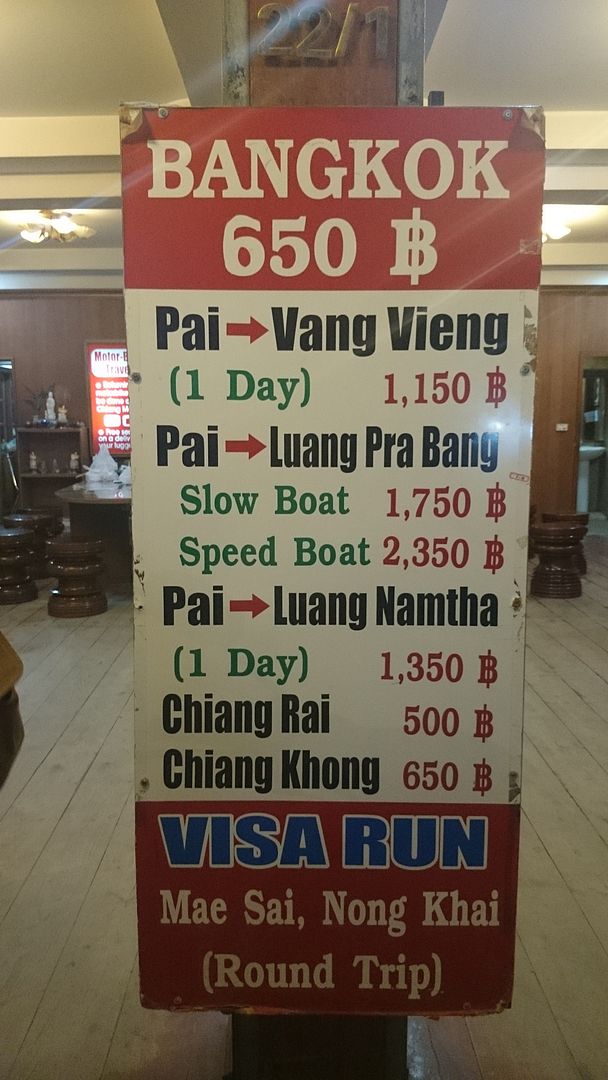 22/1
BANGKOK
650 ฿
Pai → Vang Vieng
(1 Day) 1,150 ฿
Pai → Luang Pra Bang
Slow Boat 1,750 ฿
Speed Boat 2,350 ฿
Pai → Luang Namtha
(1 Day) 1,350 ฿
Chiang Rai 500 ฿
Chiang Khong 650 ฿
VISA RUN
Mae Sai, Nong Khai
(Round Trip)